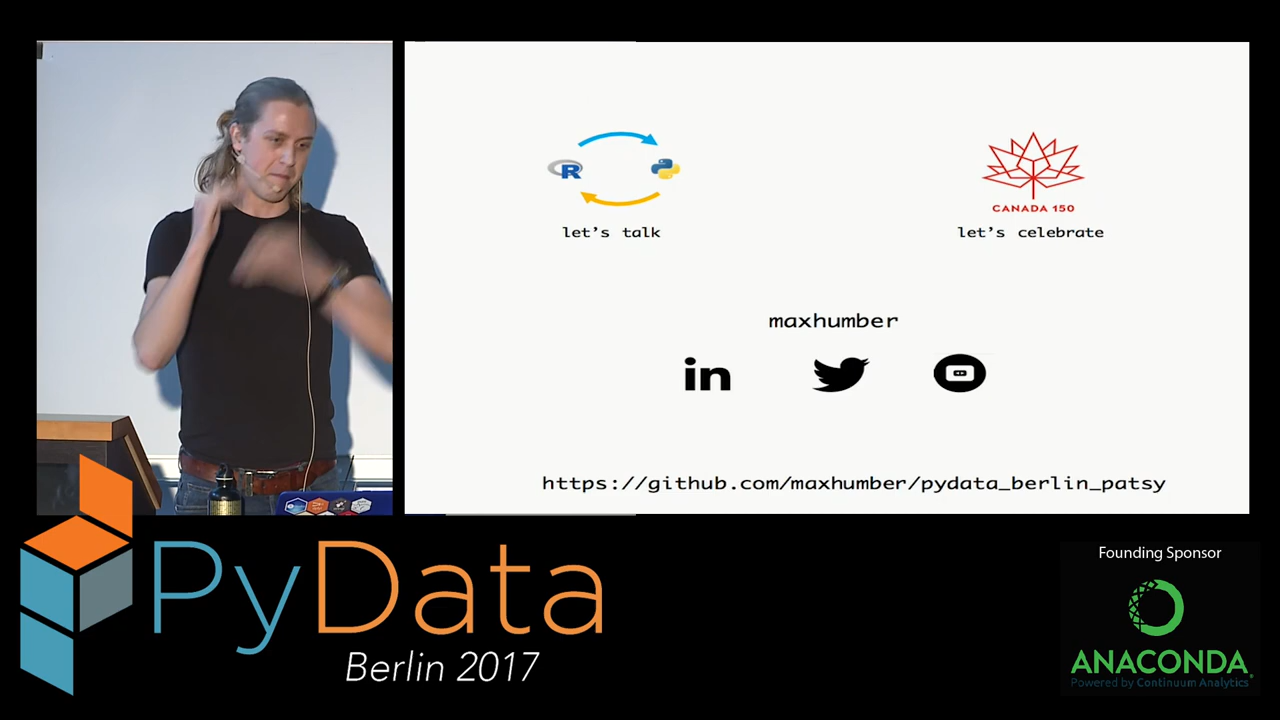 R
CANADA 150
let's talk
let's celebrate
maxhumber
in
https://github.com/maxhumber/pydata_berlin_patsy
PyData
Berlin 2017
Founding Sponsor
ANACONDA
Powered by Continuum Analytics